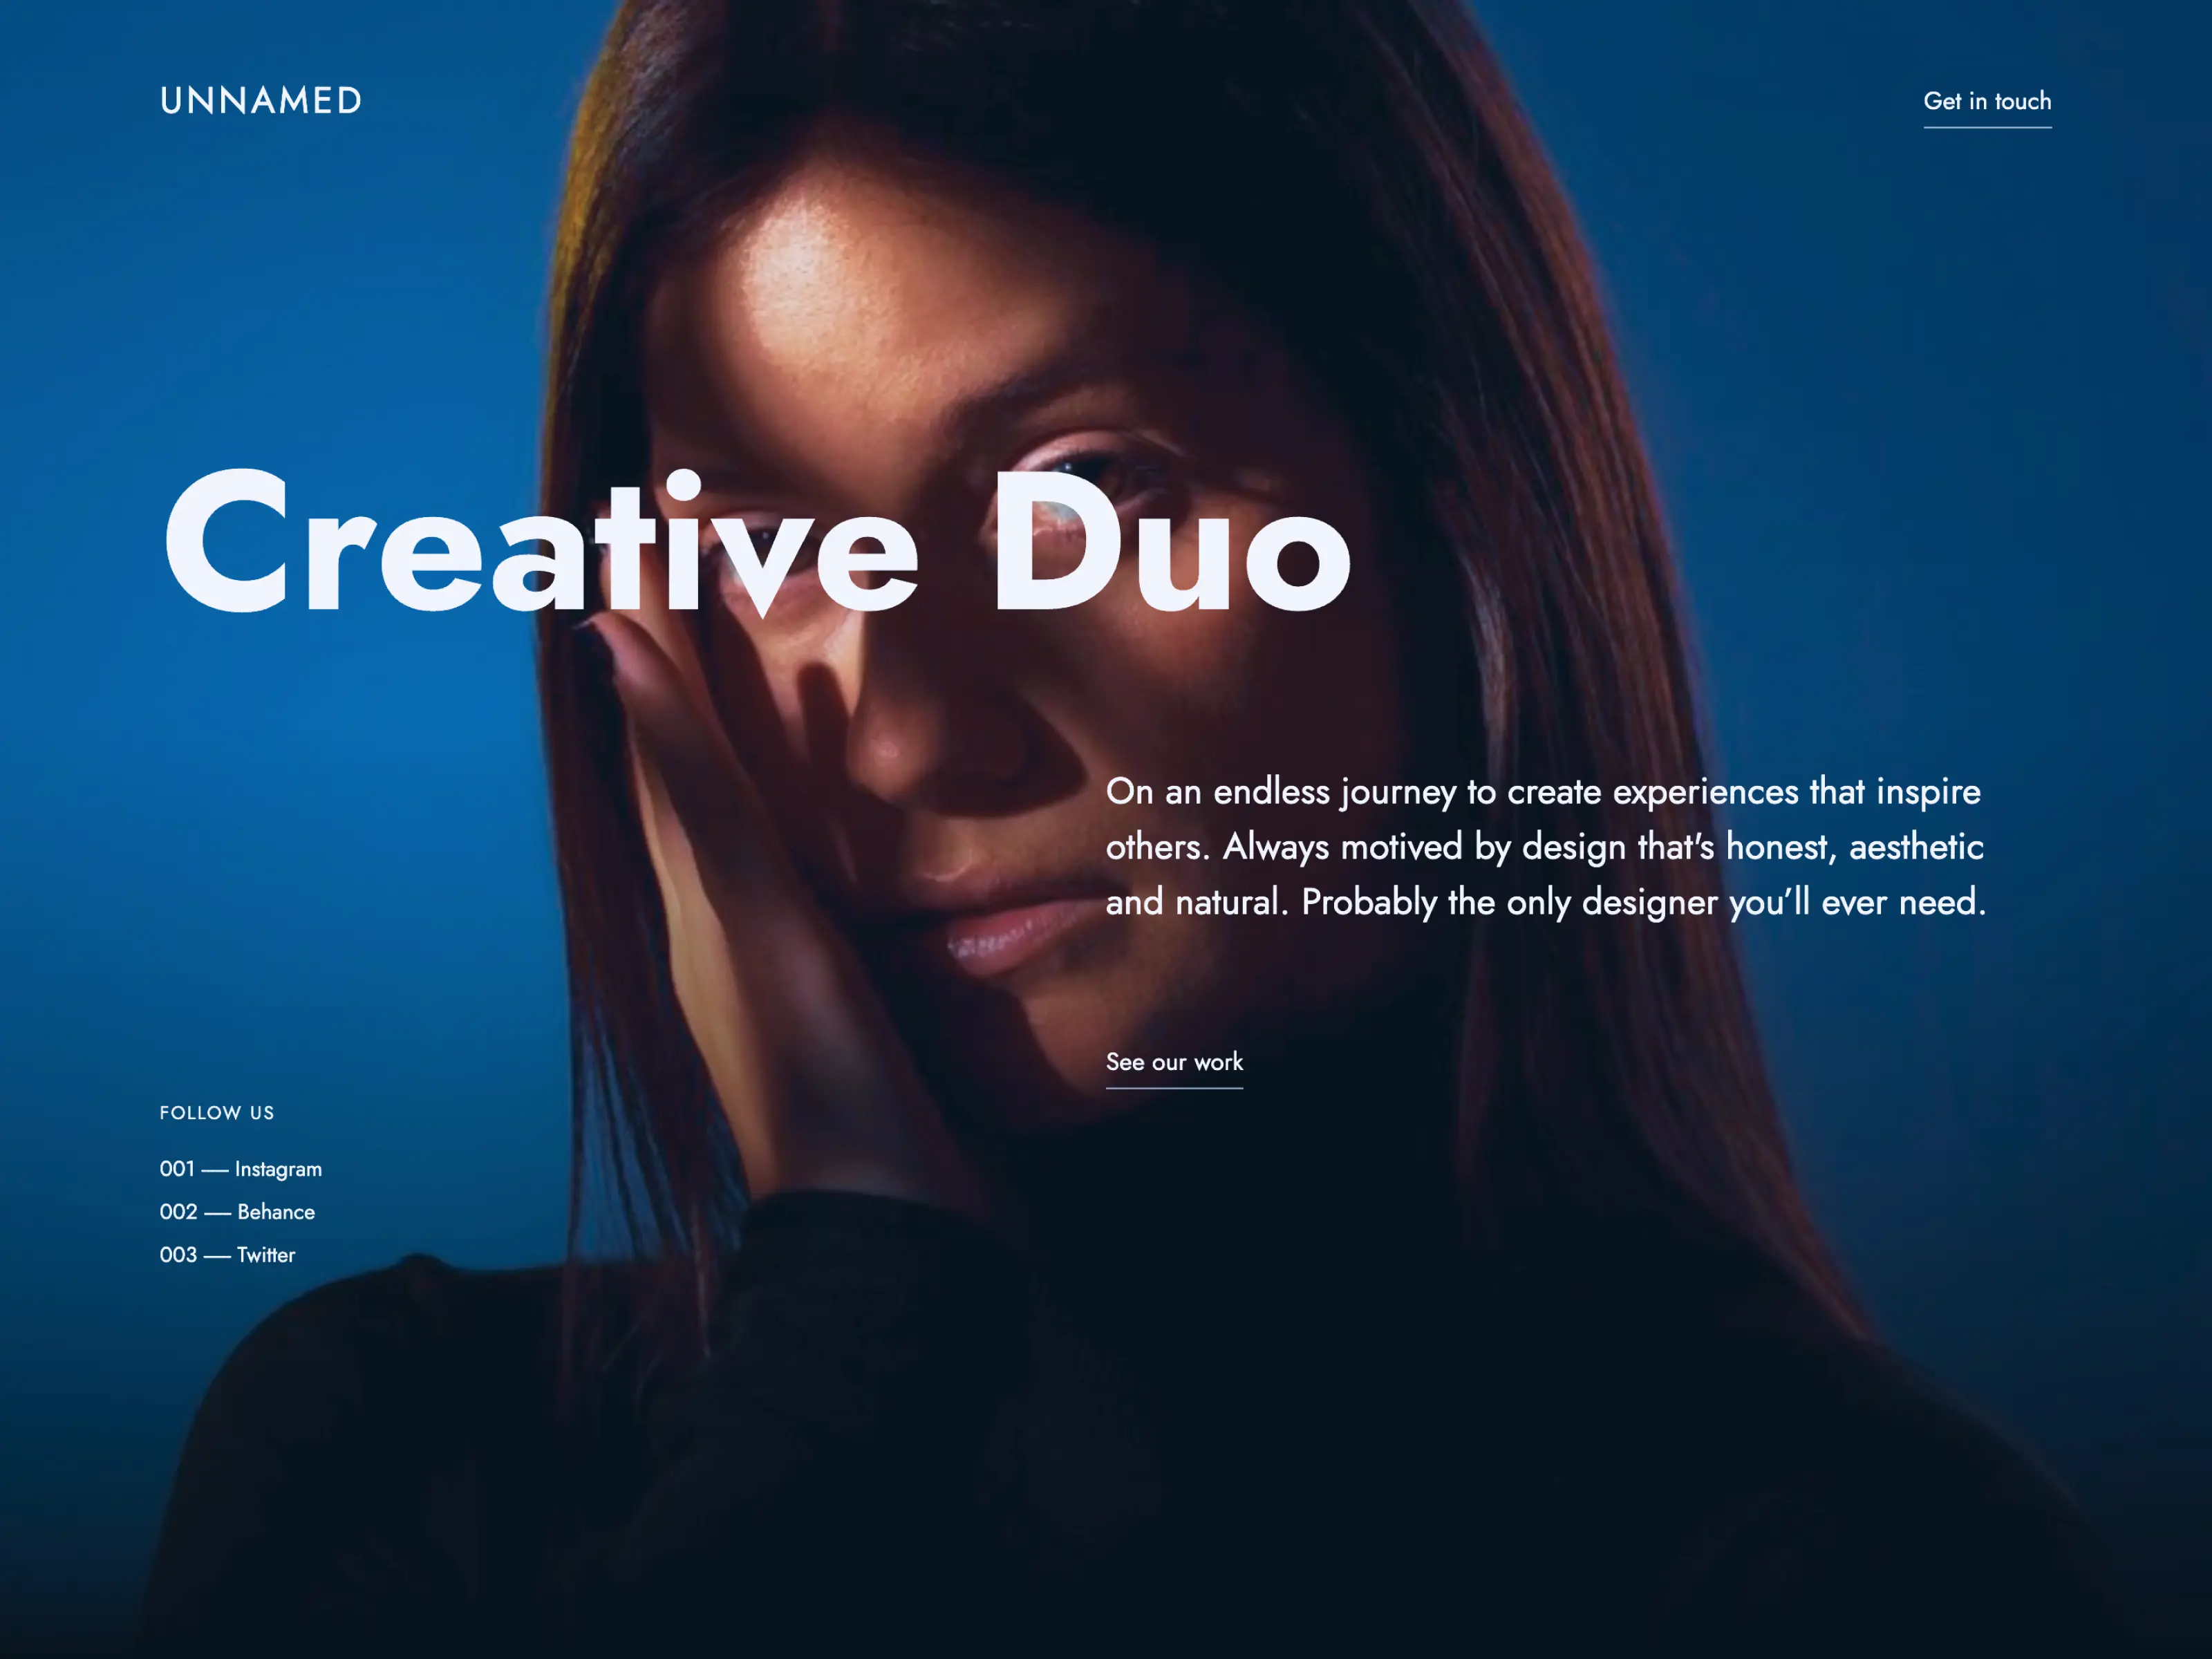 UNNAMED
Get in touch
Creative Duo
On an endless journey to create experiences that inspire
others. Always motived by design that's honest, aesthetic
and natural. Probably the only designer you’ll ever need.
See our work
FOLLOW US
001 — Instagram
002 — Behance
003 — Twitter